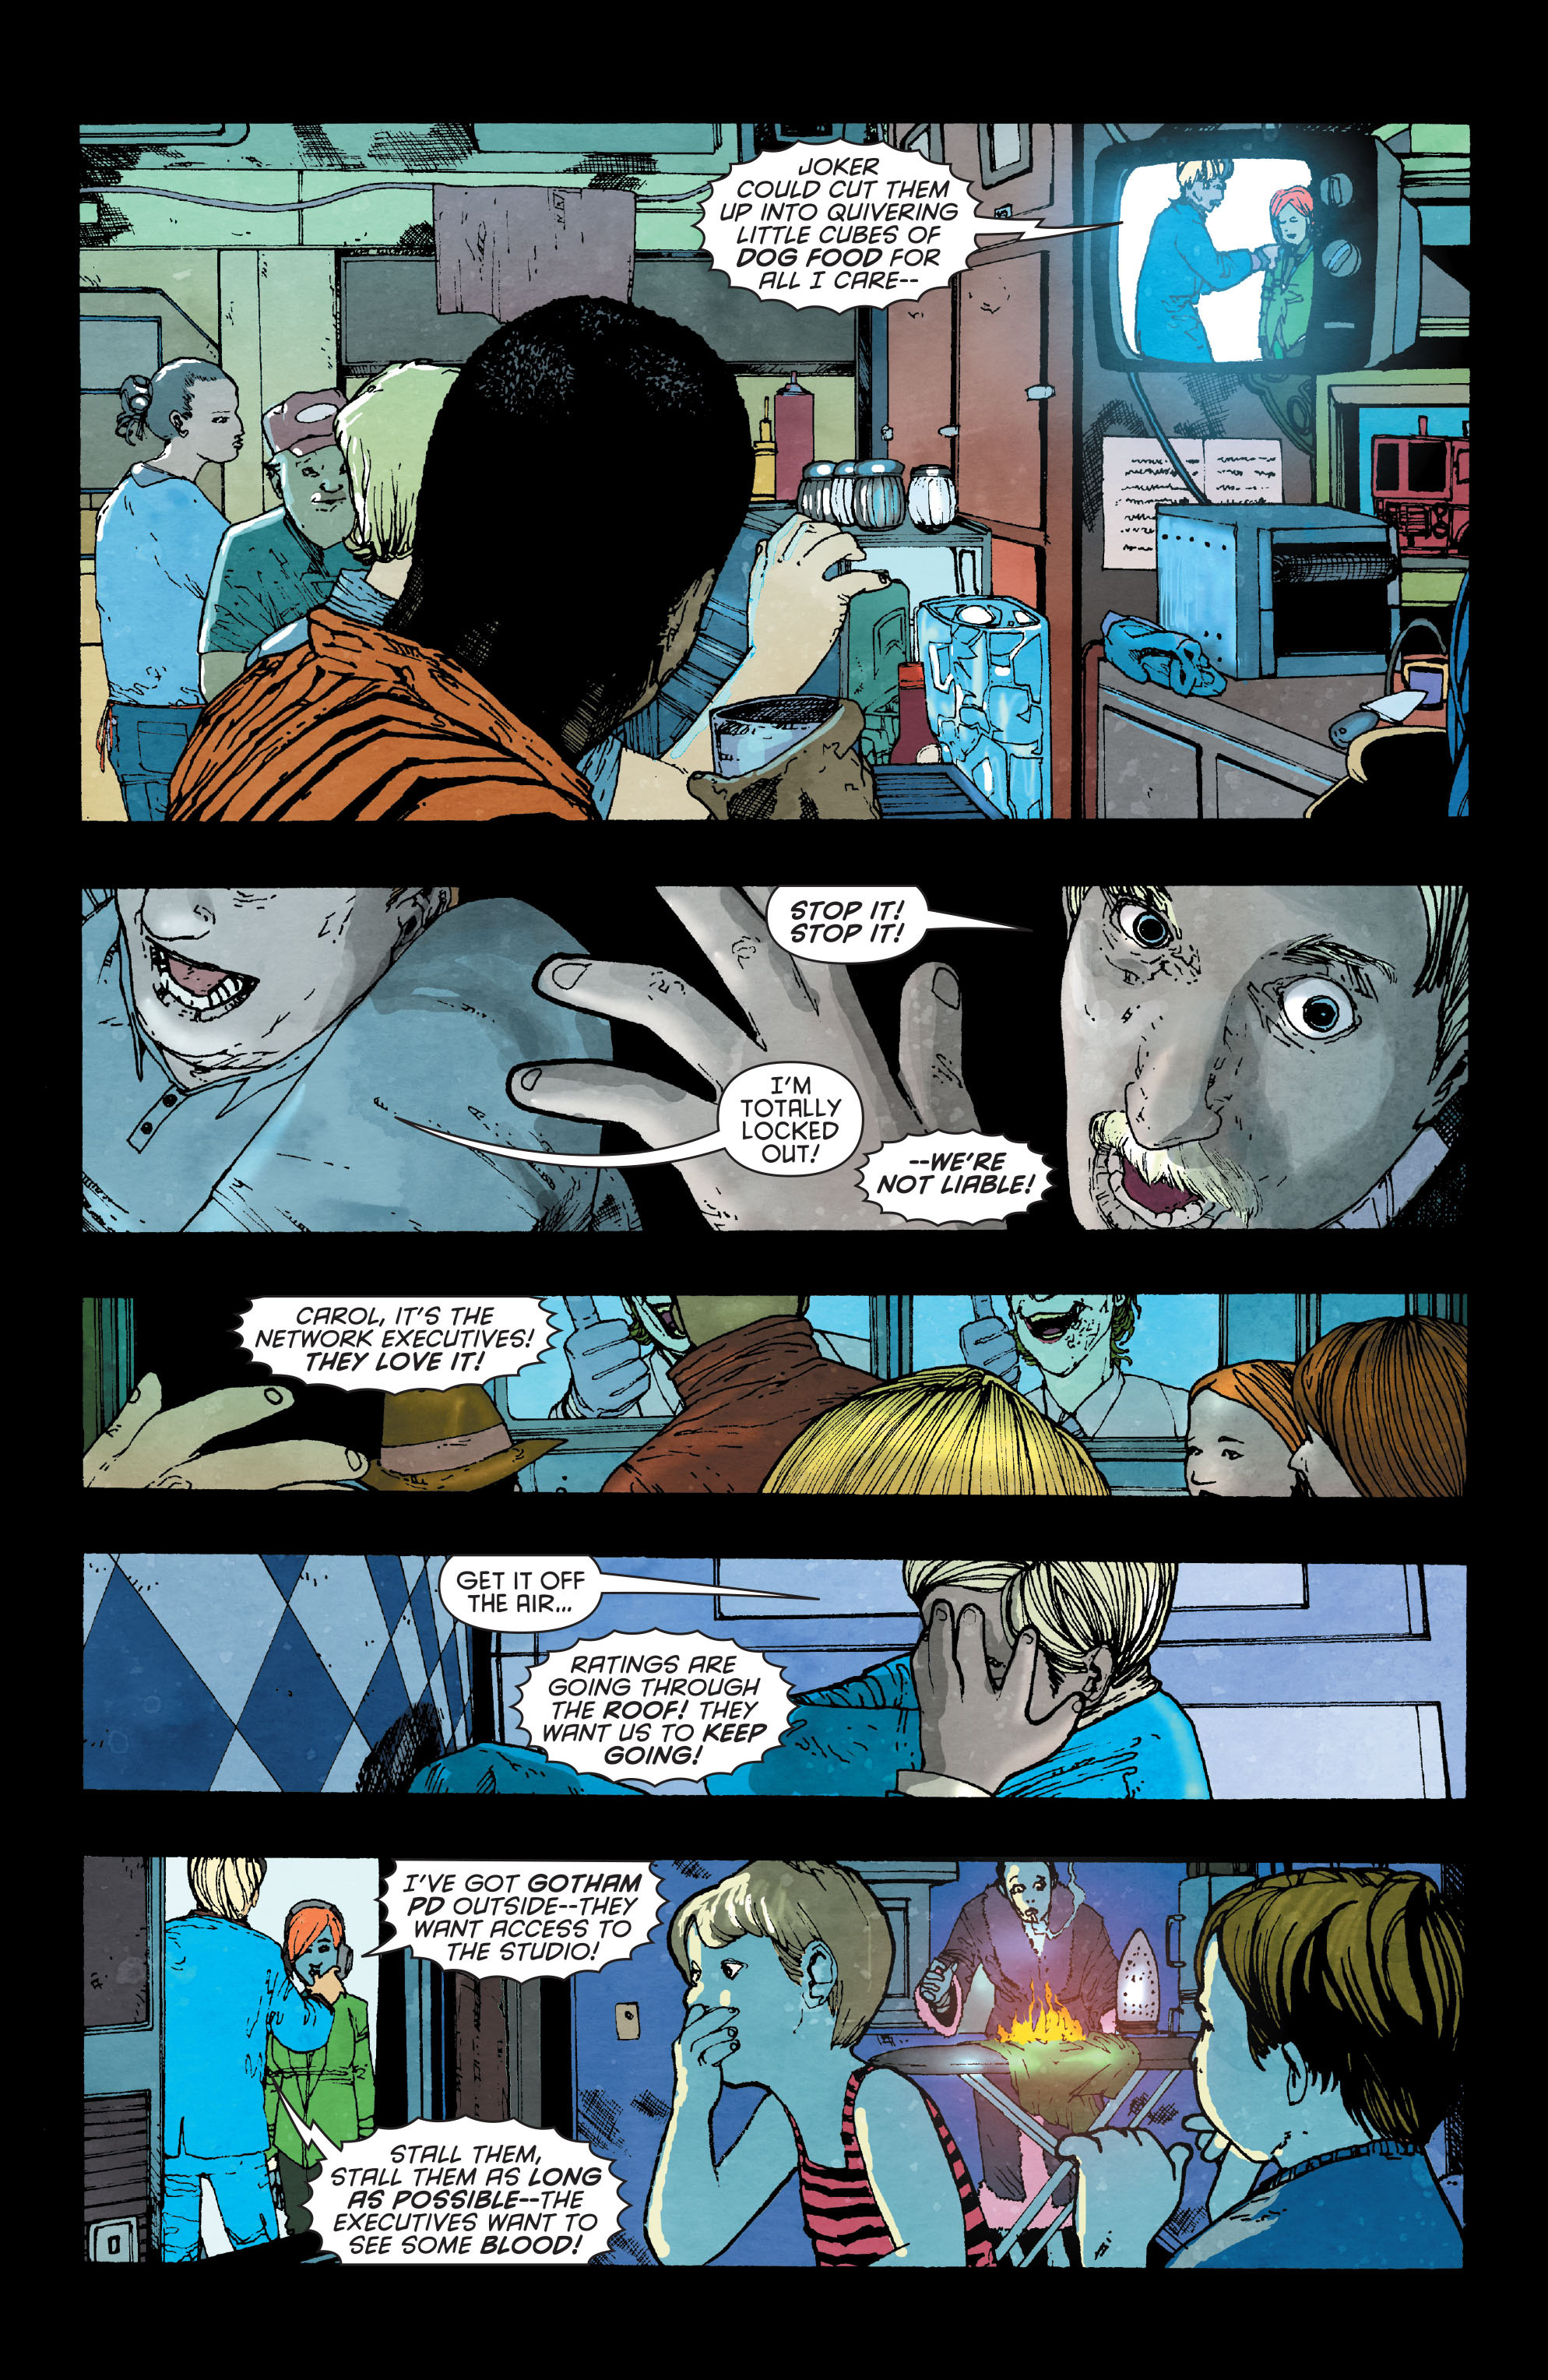 JOKER
COULD CUT THEM
UP INTO QUIVERING
LITTLE CUBES OF
DOG FOOD FOR
ALL I CARE--
STOP IT!
STOP IT!
I'M
TOTALLY
LOCKED
OUT!
--WE'RE
NOT LIABLE!
CAROL, IT'S THE
NETWORK EXECUTIVES!
THEY LOVE IT!
GET IT OFF
THE AIR...
RATINGS ARE
GOING THROUGH
THE ROOF! THEY
WANT US TO KEEP
GOING!
I'VE GOT GOTHAM
PD OUTSIDE--THEY
WANT ACCESS TO
THE STUDIO!
STALL THEM,
STALL THEM AS LONG
AS POSSIBLE--THE
EXECUTIVES WANT TO
SEE SOME BLOOD!